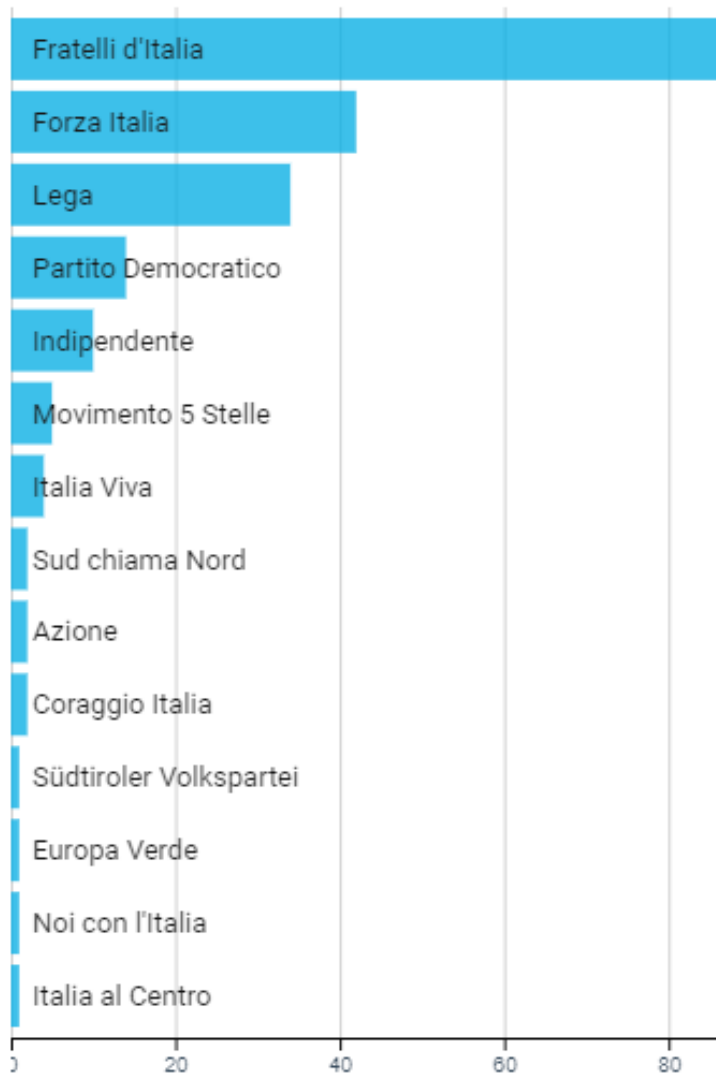 Fratelli d'Italia
Forza Italia
Lega
Partito Democratico
Indipendente
Movimento 5 Stelle
Italia Viva
Sud chiama Nord
Azione
Coraggio Italia
Südtiroler Volkspartei
Europa Verde
Noi con l'Italia
Italia al Centro
0 20 40 60 80